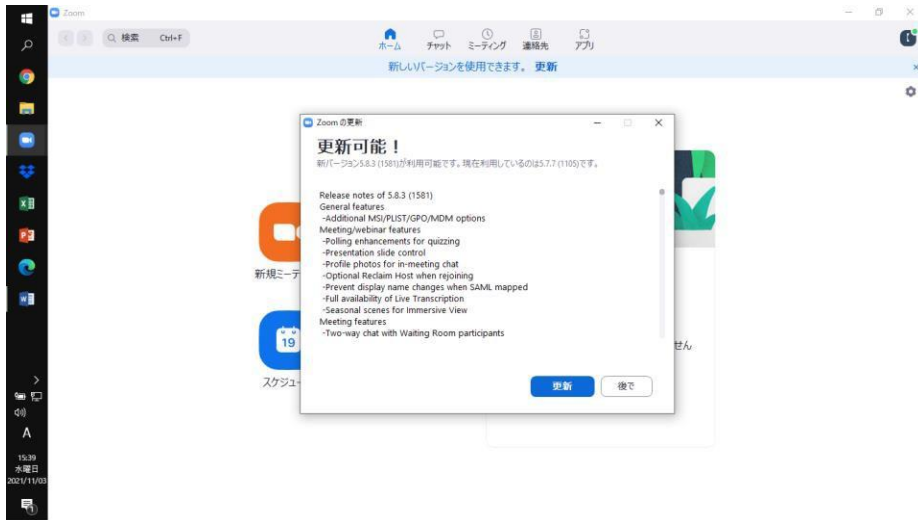 Zoom
検索 Ctrl+F
ホーム
チャット
ミーティング
連絡先
アプリ
新しいバージョンを使用できます。 更新
Zoom の更新
更新可能！
新バージョン5.8.3 (1581)が利用可能です。現在利用しているのは5.7.7 (1105)です。
Release notes of 5.8.3 (1581)
General features
-Additional MSI/PLIST/GPO/MDM options
Meeting/webinar features
-Polling enhancements for quizzing
-Presentation slide control
-Profile photos for in-meeting chat
-Optional Reclaim Host when rejoining
-Prevent display name changes when SAML mapped
-Full availability of Live Transcription
-Seasonal scenes for Immersive View
Meeting features
-Two-way chat with Waiting Room participants
更新
後で
新規ミーテ
19
スケジュー
せん
A
15:39
水曜日
2021/11/03